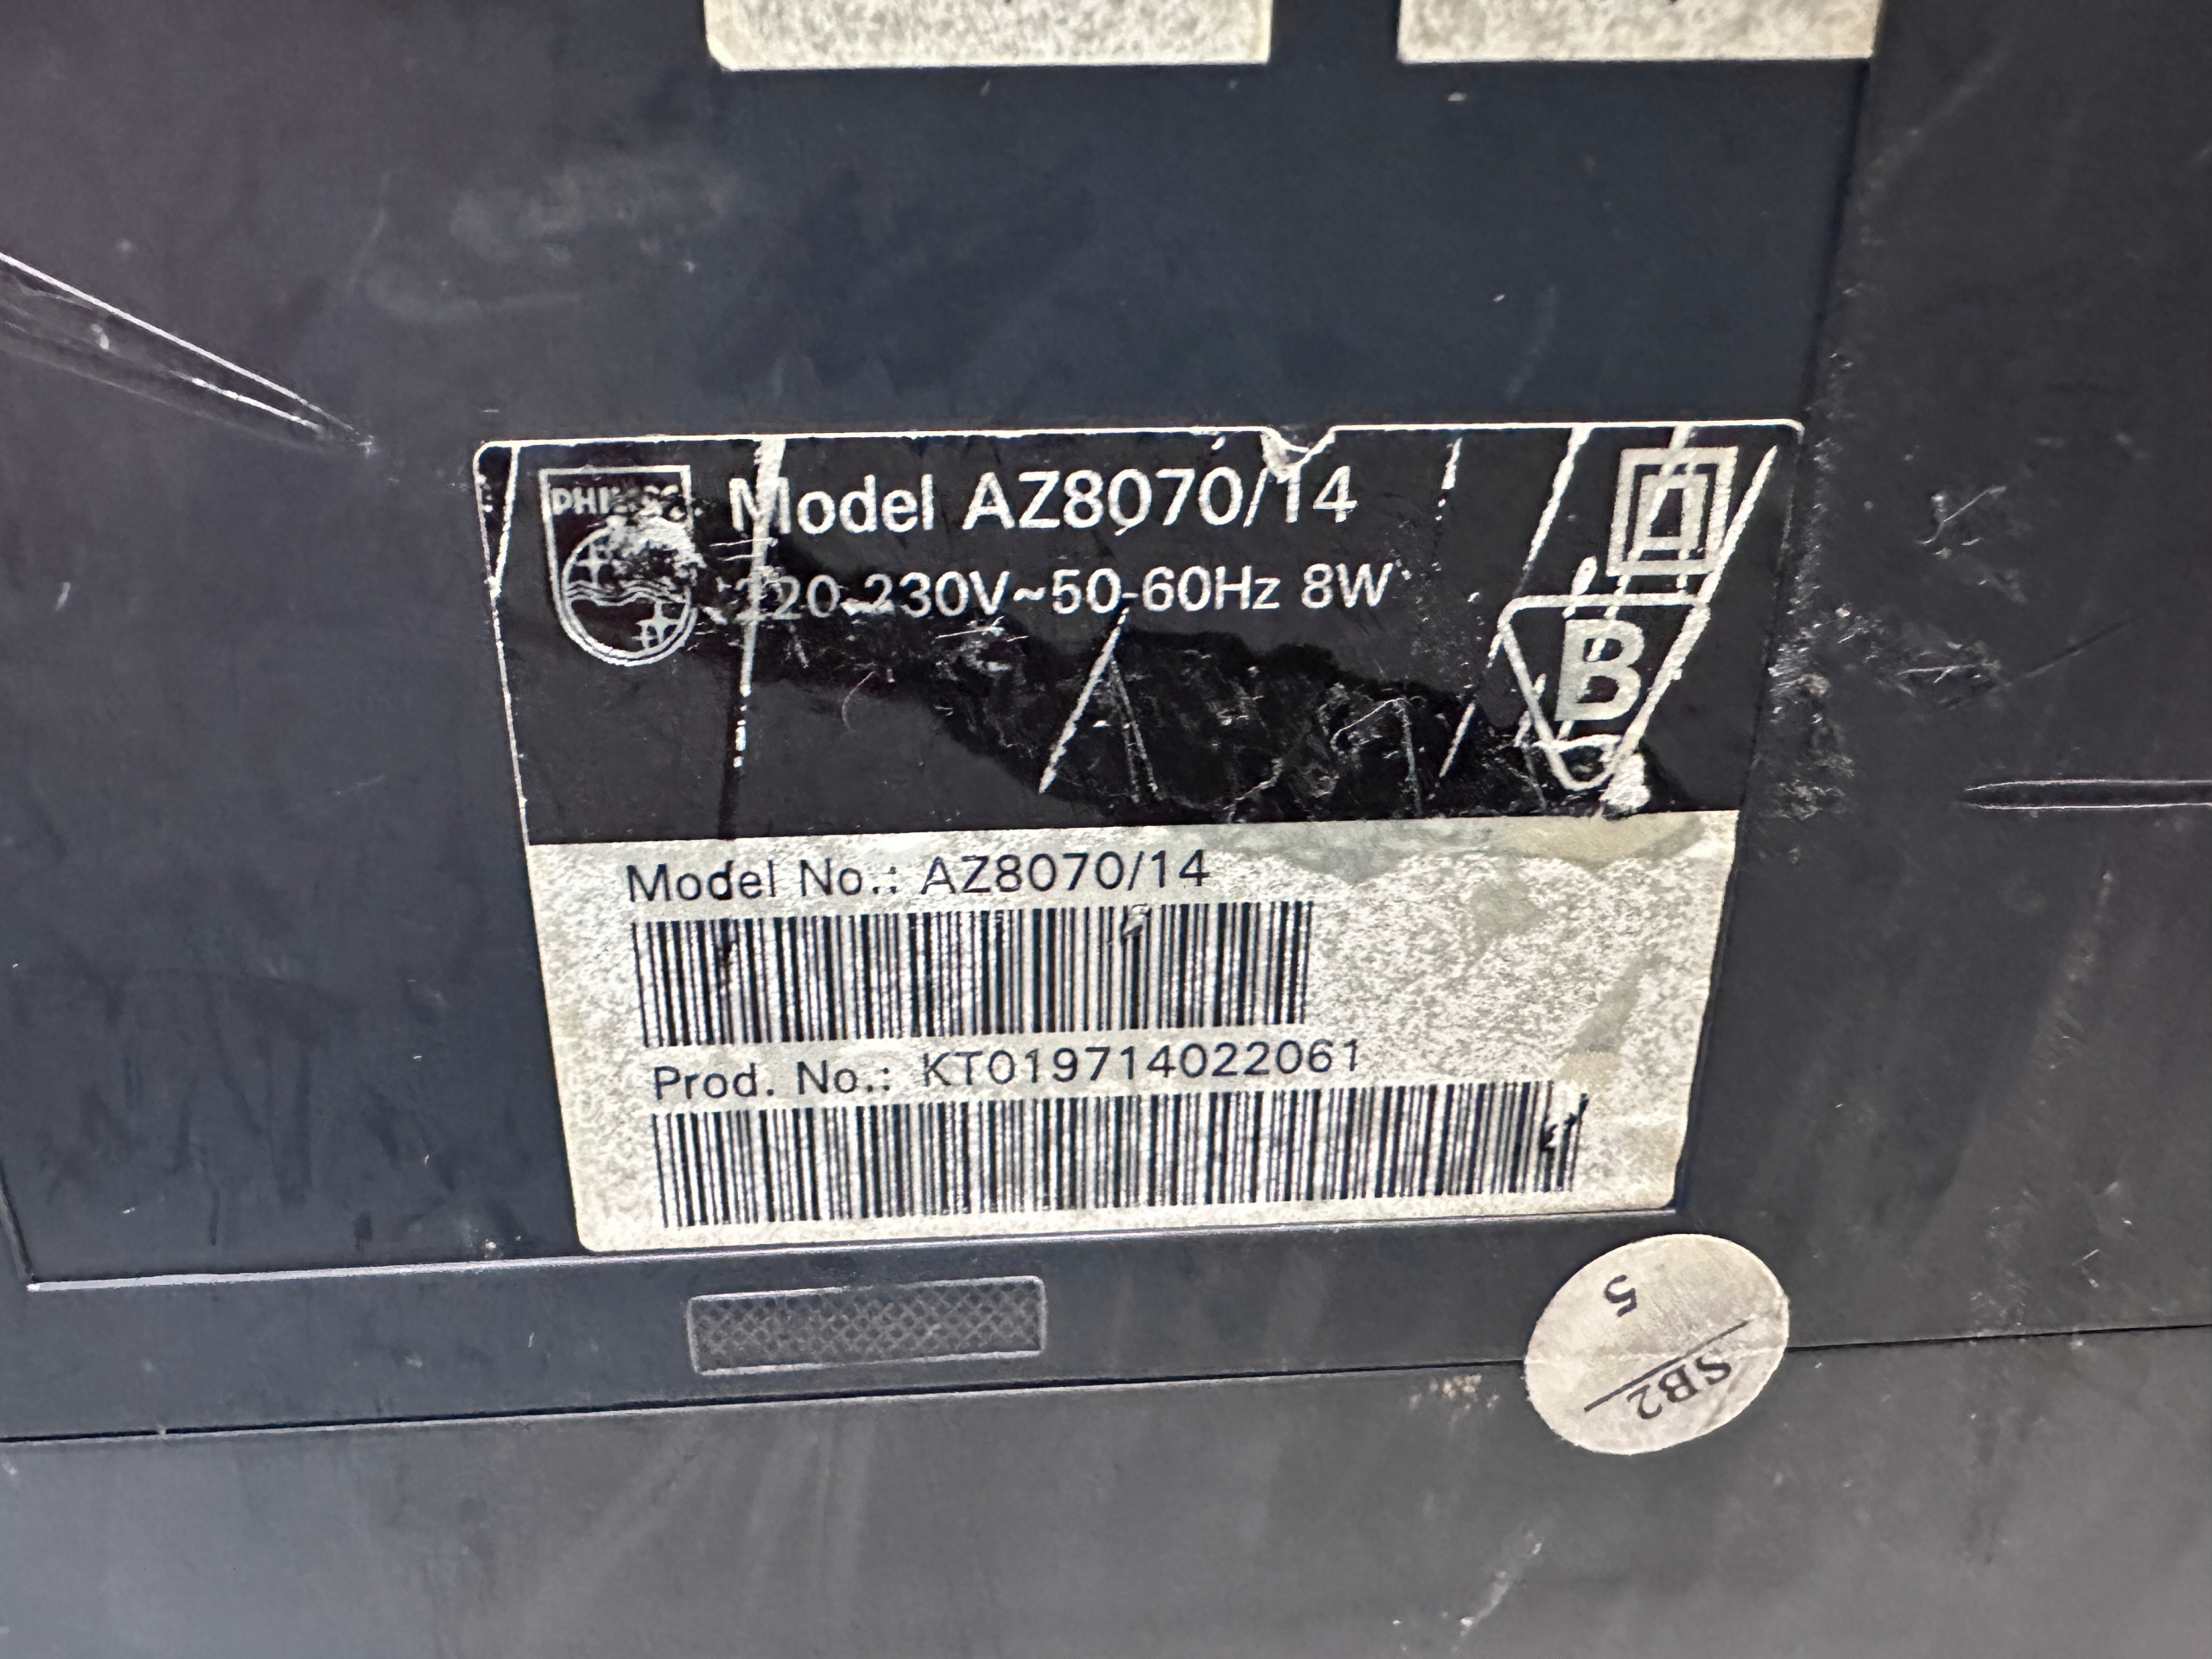 PHILIPS
Model AZ8070/14
220-230V~50-60Hz 8W
B
Model No.: AZ8070/14
Prod. No.: KT019714022061
5
SB2